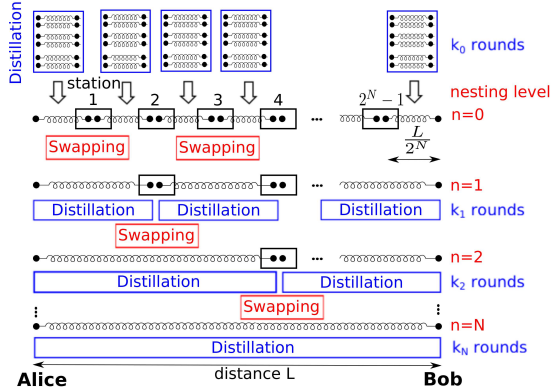 Distillation
k₀ rounds
station
nesting level
1 2 3 4 ... 2^N − 1
n=0
Swapping Swapping
L/2^N
... n=1
Distillation Distillation Distillation k₁ rounds
Swapping
... n=2
Distillation Distillation k₂ rounds
Swapping
n=N
Distillation k_N rounds
Alice distance L Bob